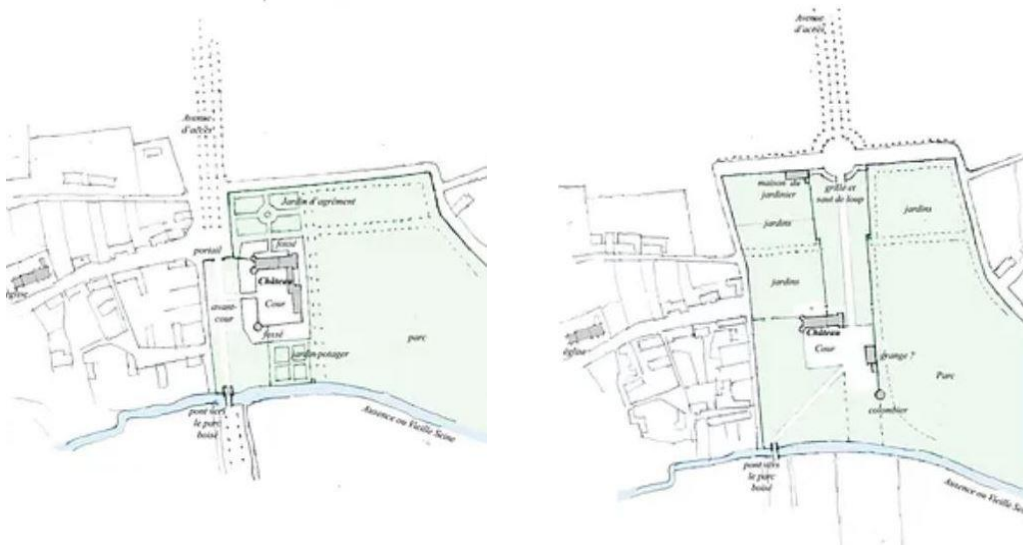 Avenue
d'accès
Jardin d'agrément
fossé
portail
Château
église
avant-
cour
Cour
fossé
jardin potager
parc
pont vers
le parc
boisé
Auxence ou Vieille Seine
Avenue
d'accès
maison du
jardinier
grille et
saut de loup
jardins
jardins
jardins
Château
église
Cour
grange ?
Parc
colombier
pont vers
le parc
boisé
Auxence ou Vieille Seine